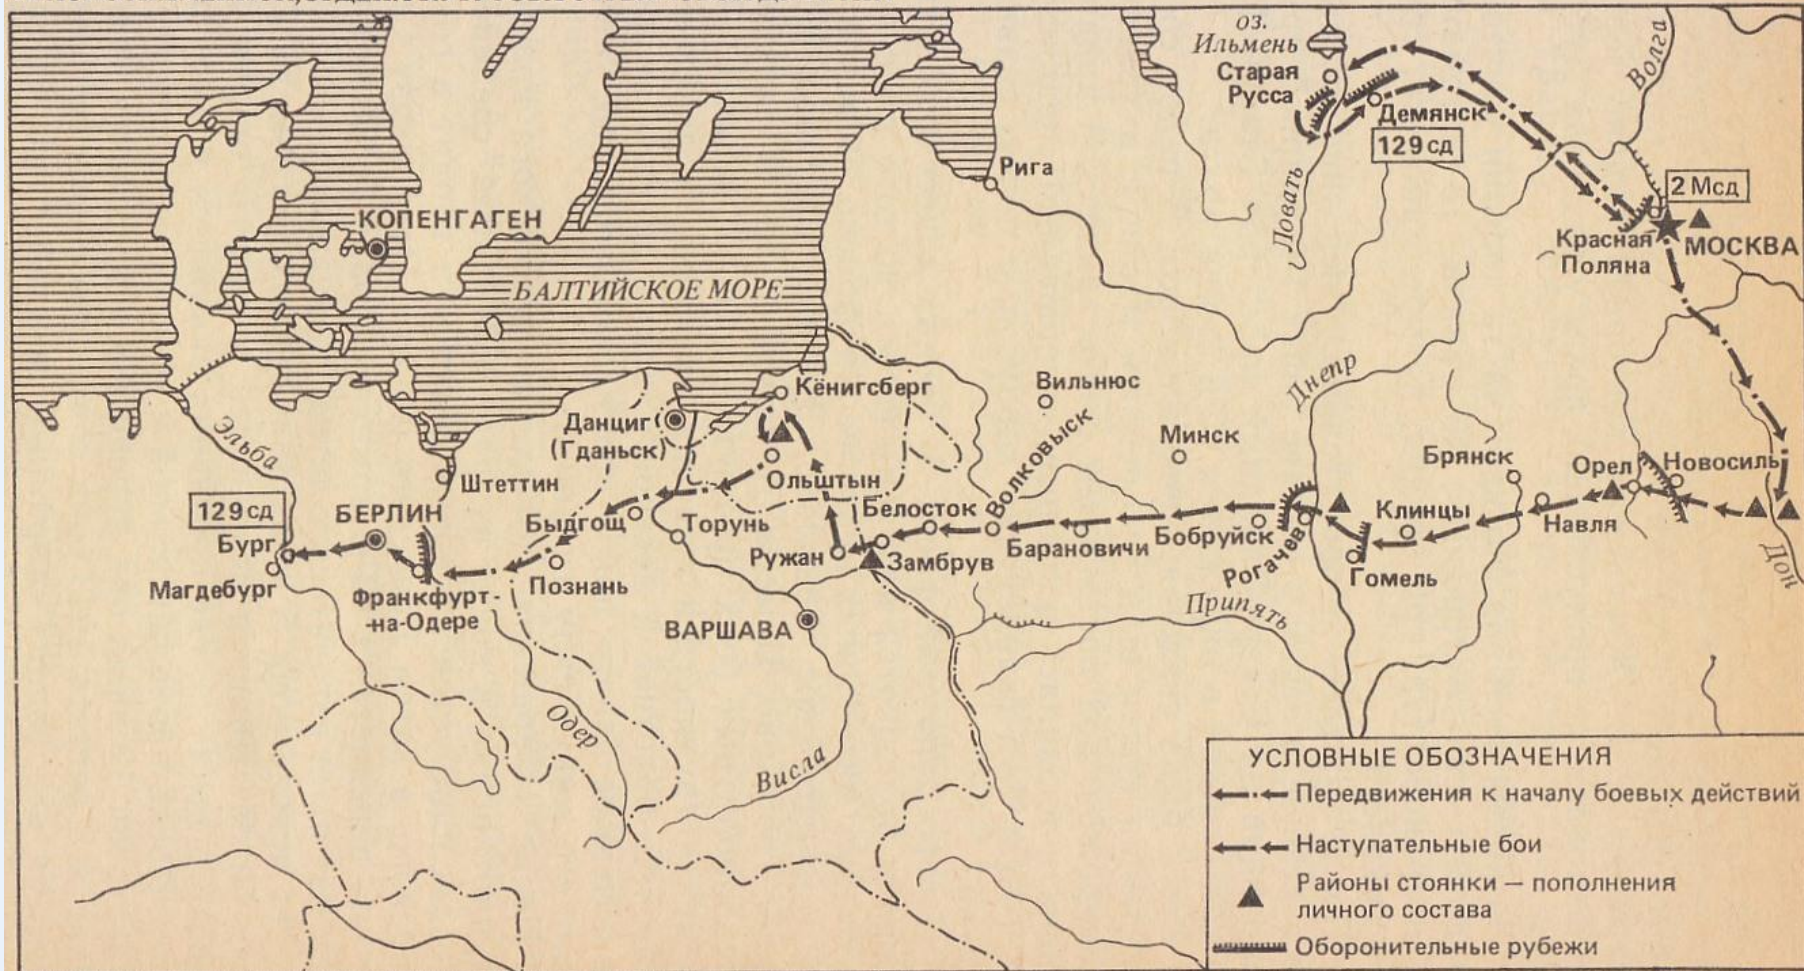 оз.
Ильмень
Старая
Русса
Демянск
129 сд
Волга
Рига
Ловать
2 Мсд
Красная
Поляна
МОСКВА
КОПЕНГАГЕН
БАЛТИЙСКОЕ МОРЕ
Кёнигсберг
Вильнюс
Днепр
Данциг
(Гданьск)
Минск
Волковыск
Брянск
Орел
Новосиль
Эльба
Штеттин
Ольштын
129 сд
БЕРЛИН
Быдгощ
Торунь
Белосток
Клинцы
Навля
Бург
Ружан
Замбрув
Барановичи
Бобруйск
Рогачев
Гомель
Дон
Магдебург
Франкфурт-
-на-Одере
Познань
ВАРШАВА
Припять
Одер
Висла
УСЛОВНЫЕ ОБОЗНАЧЕНИЯ
Передвижения к началу боевых действий
Наступательные бои
Районы стоянки — пополнения
личного состава
Оборонительные рубежи